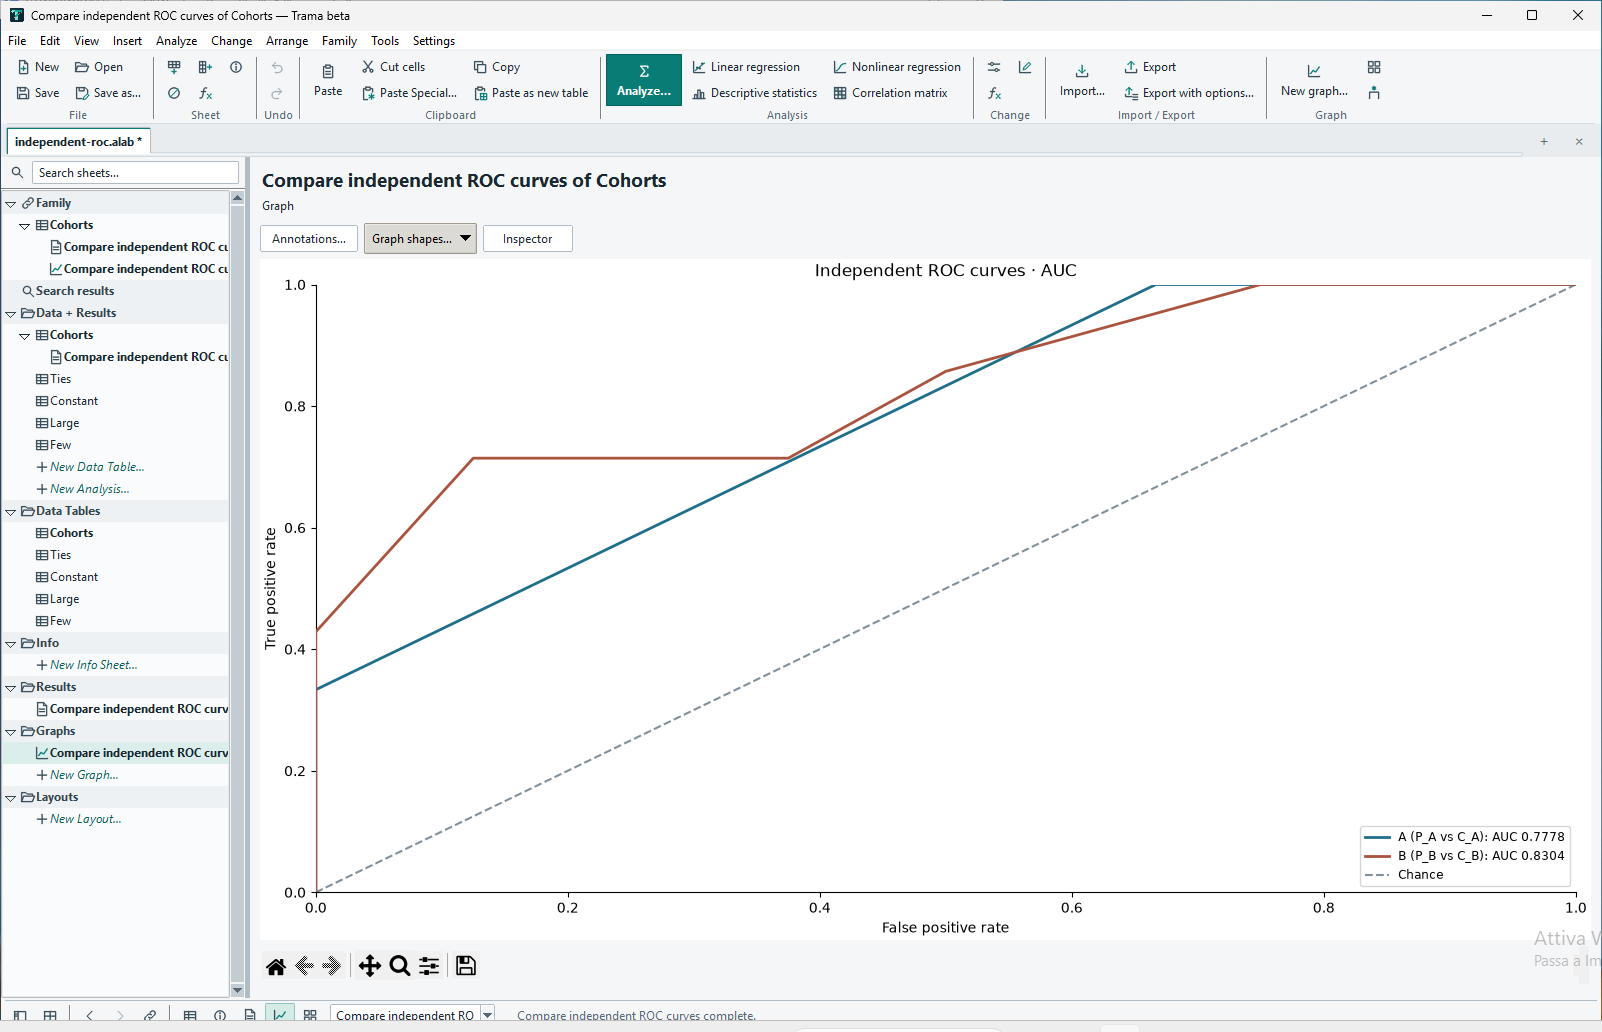 Compare independent ROC curves of Cohorts — Trama beta
File Edit View Insert Analyze Change Arrange Family Tools Settings
New Open
Save Save as...
File
Sheet
Undo
Paste
Cut cells Copy
Paste Special... Paste as new table
Clipboard
Σ
Analyze...
Linear regression Nonlinear regression
Descriptive statistics Correlation matrix
Analysis
Change
Import...
Export
Export with options...
Import / Export
New graph...
Graph
independent-roc.alab *
Search sheets...
Family
Cohorts
Compare independent ROC cu
Compare independent ROC cu
Search results
Data + Results
Cohorts
Compare independent ROC cu
Ties
Constant
Large
Few
New Data Table...
New Analysis...
Data Tables
Cohorts
Ties
Constant
Large
Few
Info
New Info Sheet...
Results
Compare independent ROC curv
Graphs
Compare independent ROC curv
New Graph...
Layouts
New Layout...
Compare independent ROC curves of Cohorts
Graph
Annotations... Graph shapes... Inspector
Independent ROC curves · AUC
1.0
0.8
0.6
0.4
0.2
0.0
True positive rate
0.0 0.2 0.4 0.6 0.8 1.0
False positive rate
A (P_A vs C_A): AUC 0.7778
B (P_B vs C_B): AUC 0.8304
Chance
Attiva W
Passa a Im
Compare independent RO
Compare independent ROC curves complete.